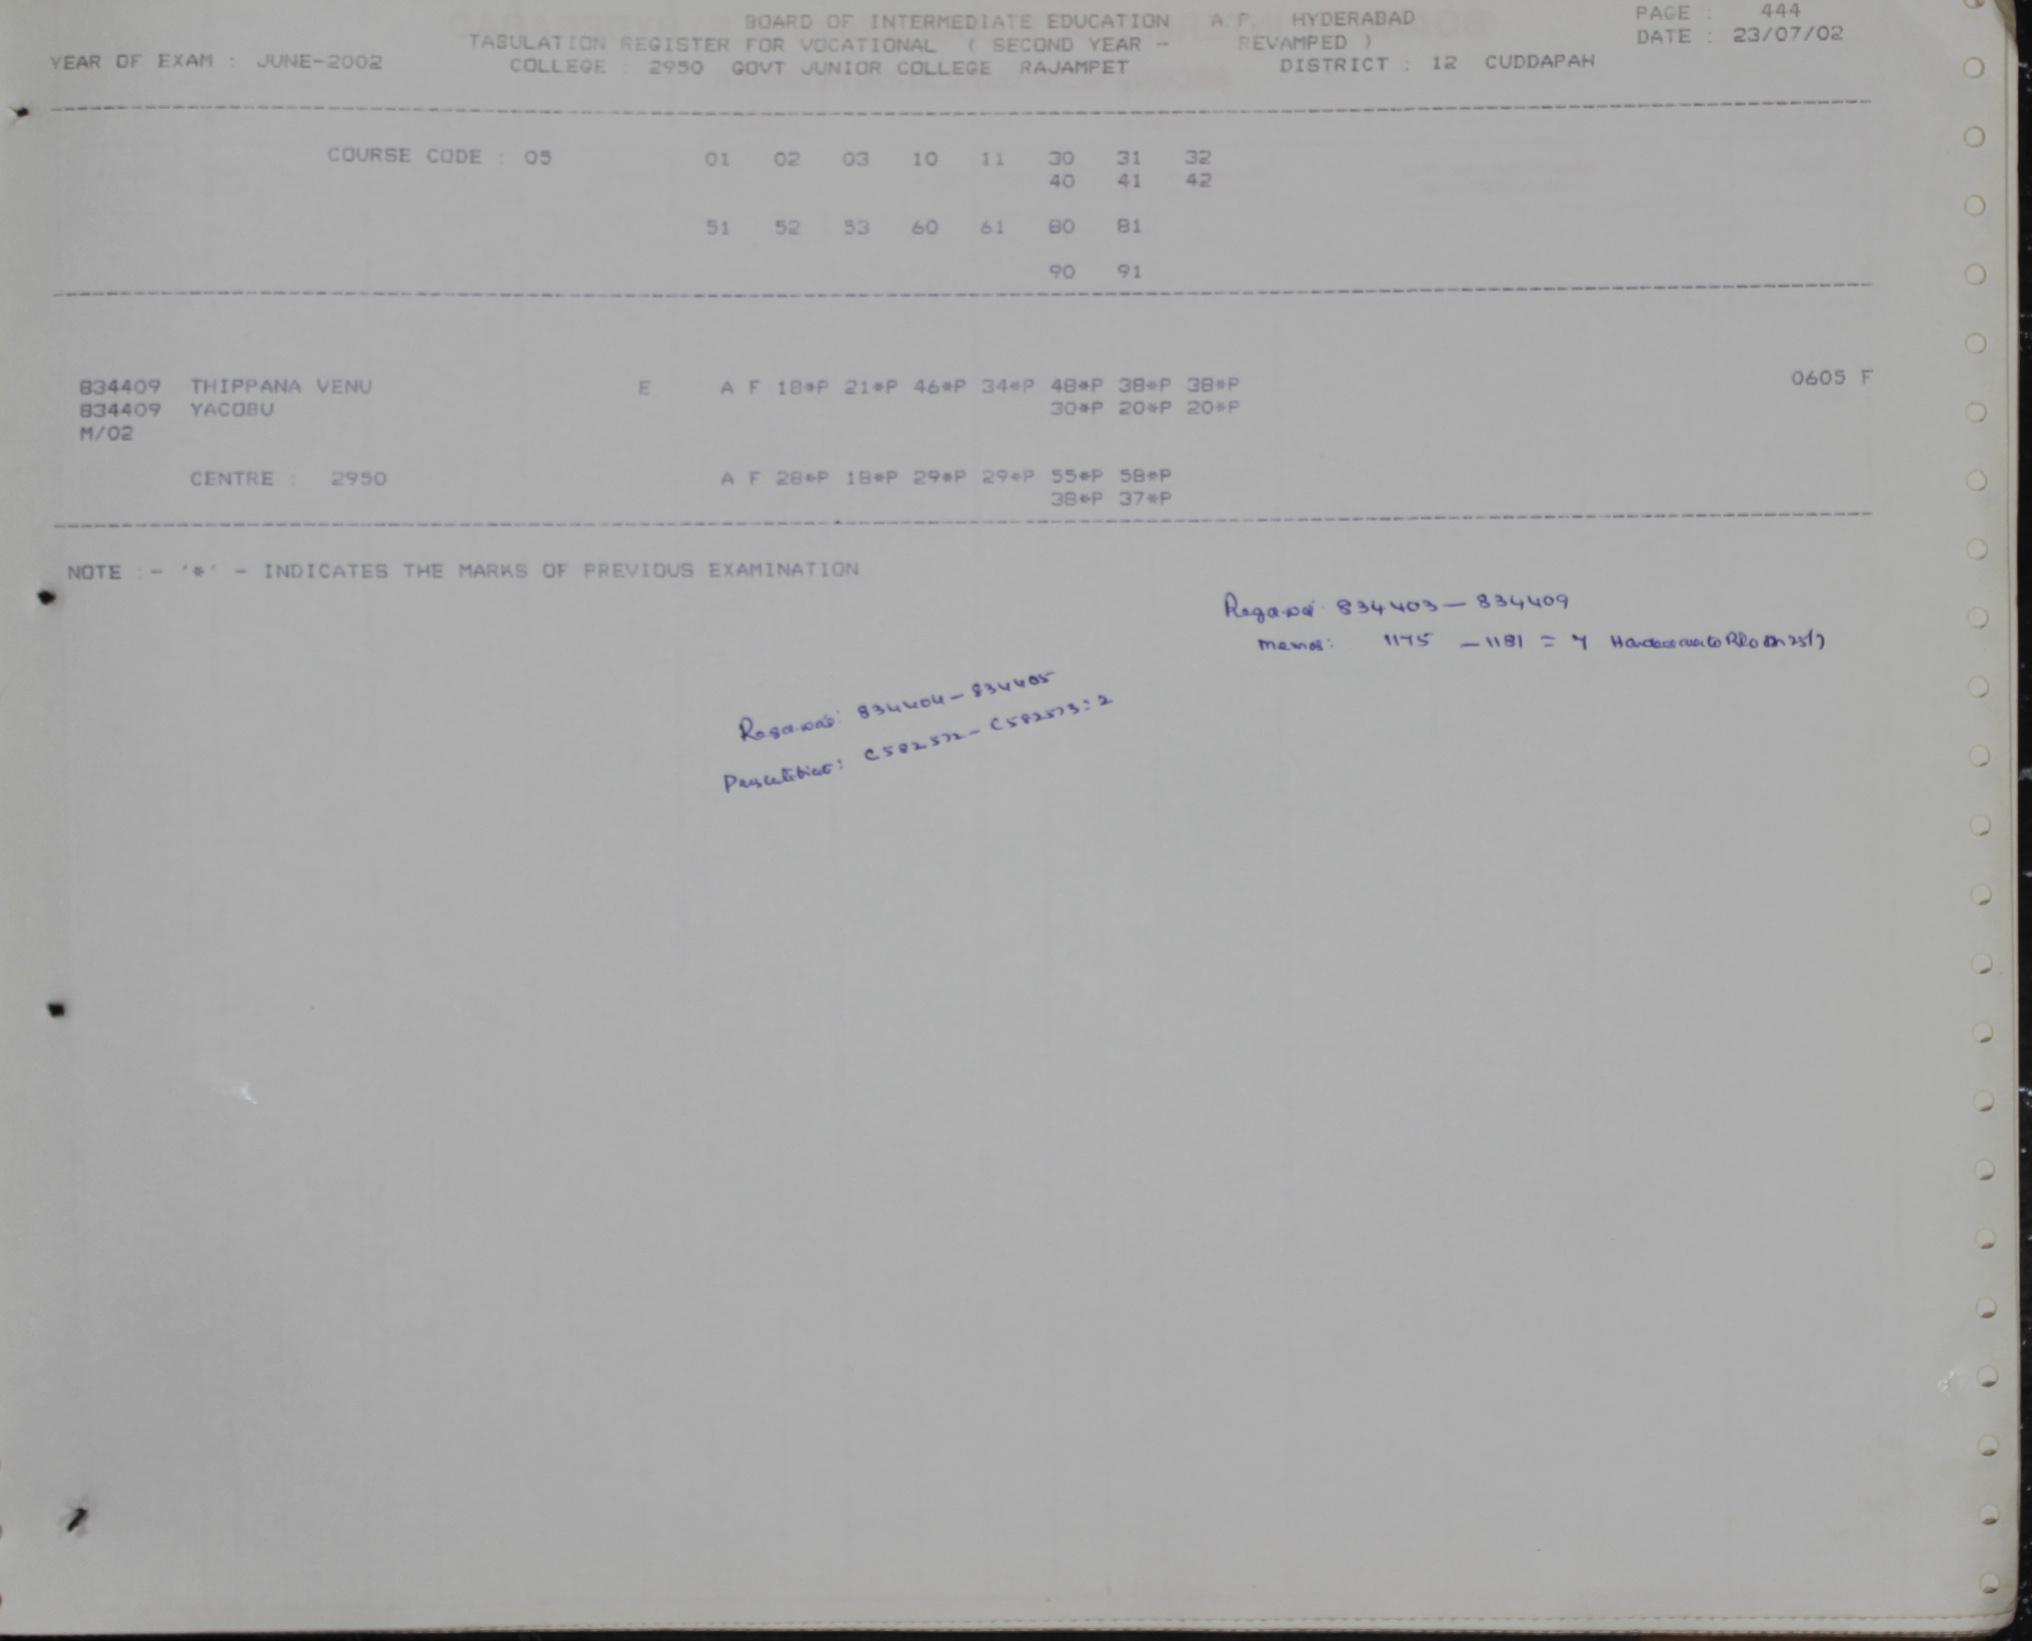 BOARD OF INTERMEDIATE EDUCATION A P HYDERABAD PAGE : 444
TABULATION REGISTER FOR VOCATIONAL ( SECOND YEAR - REVAMPED ) DATE : 23/07/02
YEAR OF EXAM : JUNE-2002 COLLEGE : 2950 GOVT JUNIOR COLLEGE RAJAMPET DISTRICT : 12 CUDDAPAH
COURSE CODE : 05 01 02 03 10 11 30 31 32
40 41 42
51 52 53 60 61 80 81
90 91
834409 THIPPANA VENU E A F 18*P 21*P 46*P 34*P 48*P 38*P 38*P 0605 F
834409 YACOBU 30*P 20*P 20*P
M/02
CENTRE : 2950 A F 28*P 18*P 29*P 29*P 55*P 58*P
38*P 37*P
NOTE :- '*' - INDICATES THE MARKS OF PREVIOUS EXAMINATION
834403 - 834409
memos: 1175 - 1181 = 7
834404 - 834405
C582572 - C582573 : 2